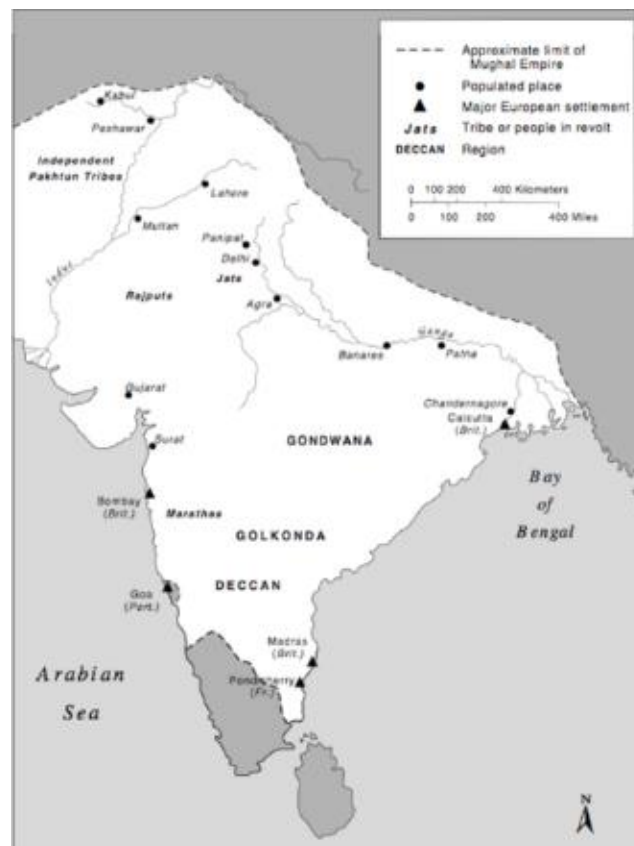 Approximate limit of
Mughal Empire
Populated place
Major European settlement
Jats Tribe or people in revolt
DECCAN Region
0 100 200 400 Kilometers
0 100 200 400 Miles
Kabul
Peshawar
Independent
Pakhtun Tribes
Lahore
Multan
Panipat
Delhi
Indus
Jats
Rajputs
Agra
Ganga
Banares
Patna
Gujarat
Chandernagore
Calcutta
(Brit.)
Surat
GONDWANA
Bay
of
Bengal
Bombay
(Brit.)
Marathas
GOLKONDA
DECCAN
Goa
(Port.)
Madras
(Brit.)
Arabian
Sea
Pondicherry
(Fr.)
N